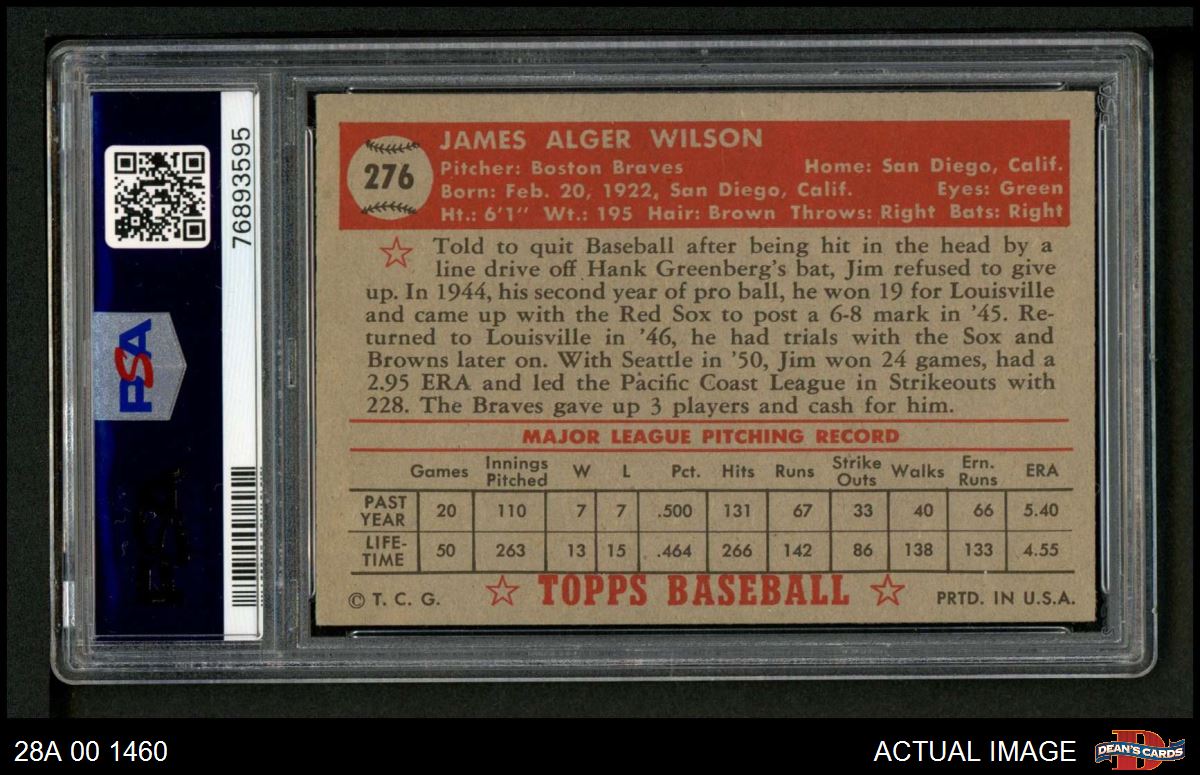 JAMES ALGER WILSON
276
Pitcher: Boston Braves Home: San Diego, Calif.
Born: Feb. 20, 1922, San Diego, Calif. Eyes: Green
Ht.: 6'1" Wt.: 195 Hair: Brown Throws: Right Bats: Right
Told to quit Baseball after being hit in the head by a
line drive off Hank Greenberg's bat, Jim refused to give
up. In 1944, his second year of pro ball, he won 19 for Louisville
and came up with the Red Sox to post a 6-8 mark in '45. Re-
turned to Louisville in '46, he had trials with the Sox and
Browns later on. With Seattle in '50, Jim won 24 games, had a
2.95 ERA and led the Pacific Coast League in Strikeouts with
228. The Braves gave up 3 players and cash for him.
MAJOR LEAGUE PITCHING RECORD
Games Innings Pitched W L Pct. Hits Runs Strike Outs Walks Ern. Runs ERA
PAST YEAR 20 110 7 7 .500 131 67 33 40 66 5.40
LIFE-TIME 50 263 13 15 .464 266 142 86 138 133 4.55
© T. C. G. TOPPS BASEBALL PRTD. IN U.S.A.
76893595
PSA
28A 00 1460
ACTUAL IMAGE
DEAN'S CARDS